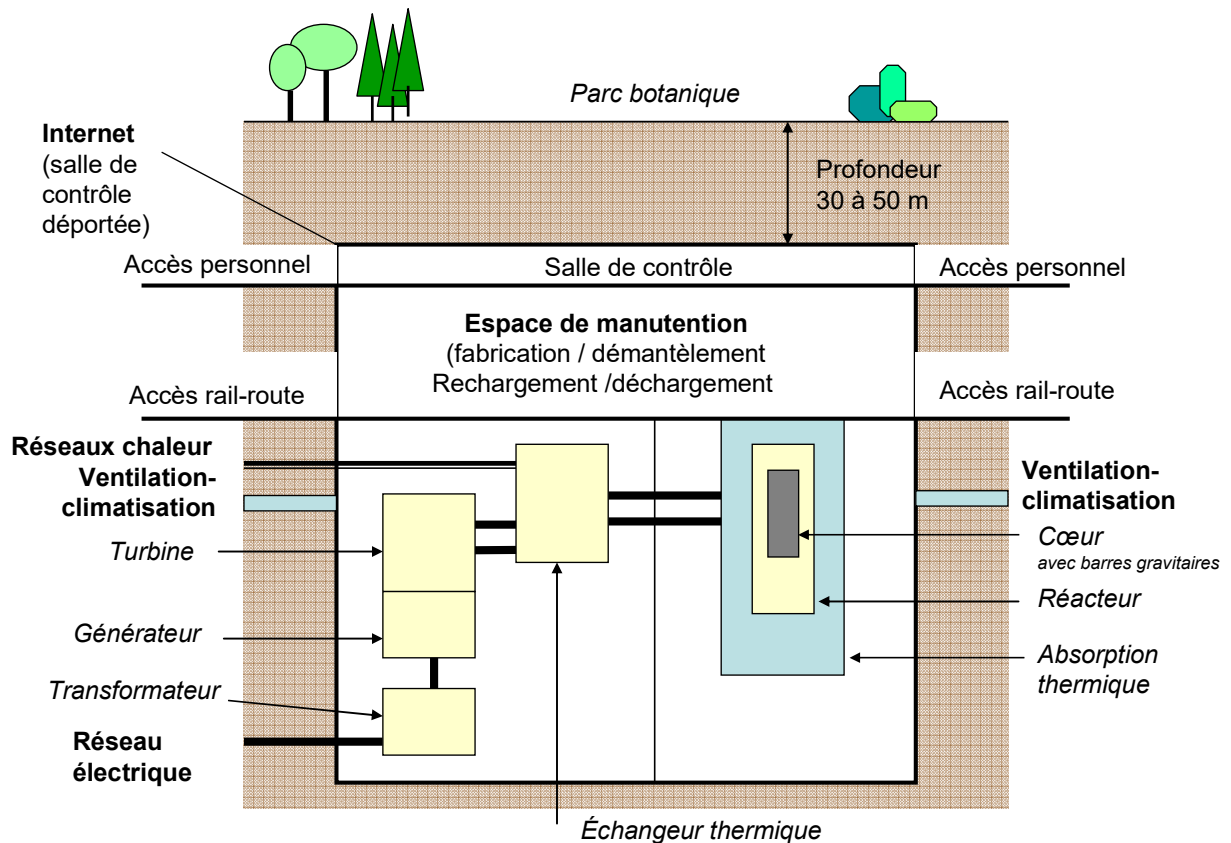 Parc botanique
Internet
(salle de
contrôle
déportée)
Profondeur
30 à 50 m
Accès personnel
Salle de contrôle
Accès personnel
Espace de manutention
(fabrication / démantèlement
Rechargement /déchargement
Accès rail-route
Accès rail-route
Réseaux chaleur
Ventilation-
climatisation
Ventilation-
climatisation
Turbine
Cœur
avec barres gravitaires
Réacteur
Générateur
Absorption
thermique
Transformateur
Réseau
électrique
Échangeur thermique